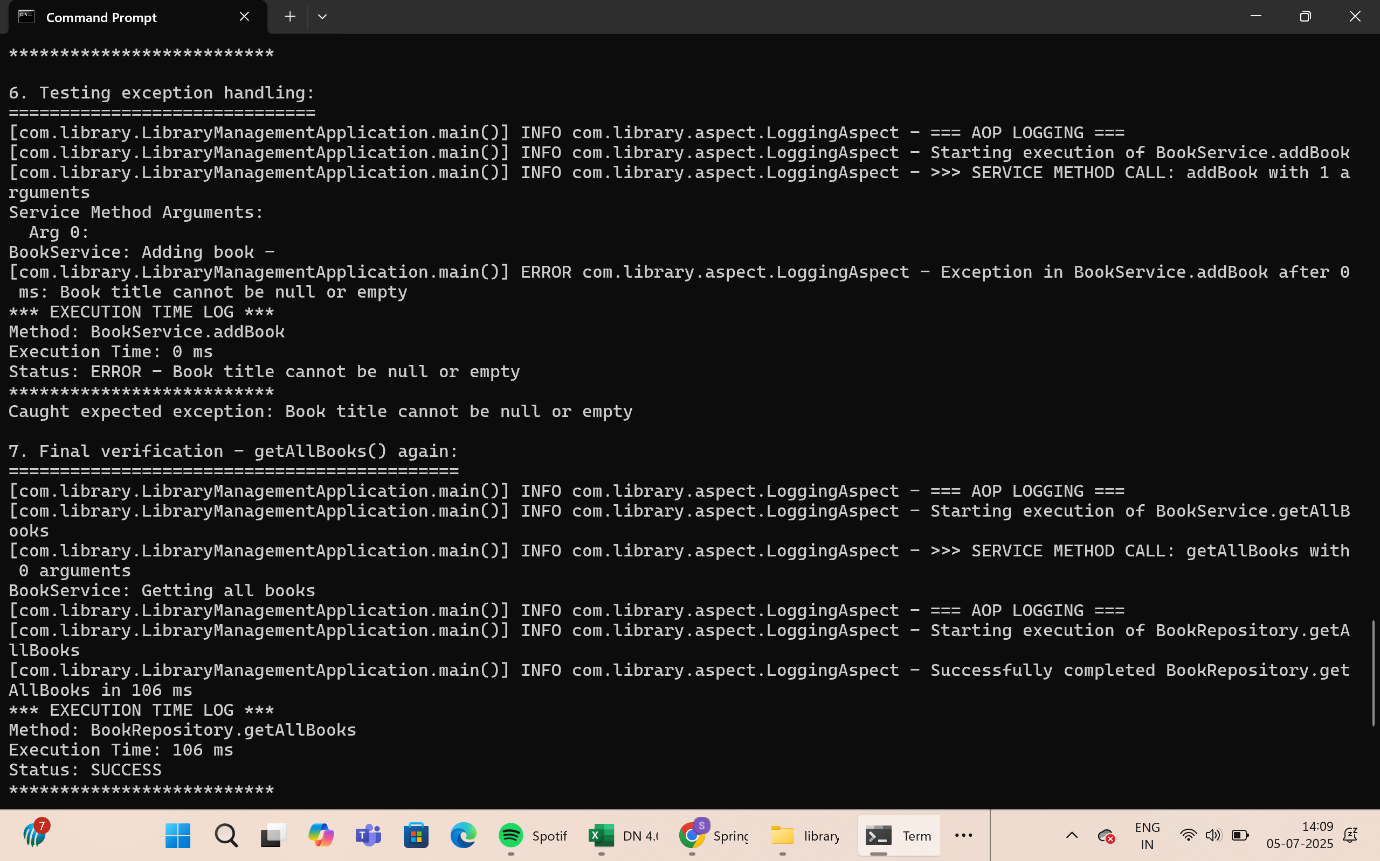 Command Prompt
**************************
6. Testing exception handling:
==============================
[com.library.LibraryManagementApplication.main()] INFO com.library.aspect.LoggingAspect - === AOP LOGGING ===
[com.library.LibraryManagementApplication.main()] INFO com.library.aspect.LoggingAspect - Starting execution of BookService.addBook
[com.library.LibraryManagementApplication.main()] INFO com.library.aspect.LoggingAspect - >>> SERVICE METHOD CALL: addBook with 1 a
rguments
Service Method Arguments:
  Arg 0:
BookService: Adding book -
[com.library.LibraryManagementApplication.main()] ERROR com.library.aspect.LoggingAspect - Exception in BookService.addBook after 0
 ms: Book title cannot be null or empty
*** EXECUTION TIME LOG ***
Method: BookService.addBook
Execution Time: 0 ms
Status: ERROR - Book title cannot be null or empty
**************************
Caught expected exception: Book title cannot be null or empty
7. Final verification - getAllBooks() again:
============================================
[com.library.LibraryManagementApplication.main()] INFO com.library.aspect.LoggingAspect - === AOP LOGGING ===
[com.library.LibraryManagementApplication.main()] INFO com.library.aspect.LoggingAspect - Starting execution of BookService.getAllB
ooks
[com.library.LibraryManagementApplication.main()] INFO com.library.aspect.LoggingAspect - >>> SERVICE METHOD CALL: getAllBooks with
 0 arguments
BookService: Getting all books
[com.library.LibraryManagementApplication.main()] INFO com.library.aspect.LoggingAspect - === AOP LOGGING ===
[com.library.LibraryManagementApplication.main()] INFO com.library.aspect.LoggingAspect - Starting execution of BookRepository.getA
llBooks
[com.library.LibraryManagementApplication.main()] INFO com.library.aspect.LoggingAspect - Successfully completed BookRepository.get
AllBooks in 106 ms
*** EXECUTION TIME LOG ***
Method: BookRepository.getAllBooks
Execution Time: 106 ms
Status: SUCCESS
**************************
7
Spotif
DN 4.
S
Spring
library
Term
ENG
IN
14:09
05-07-2025